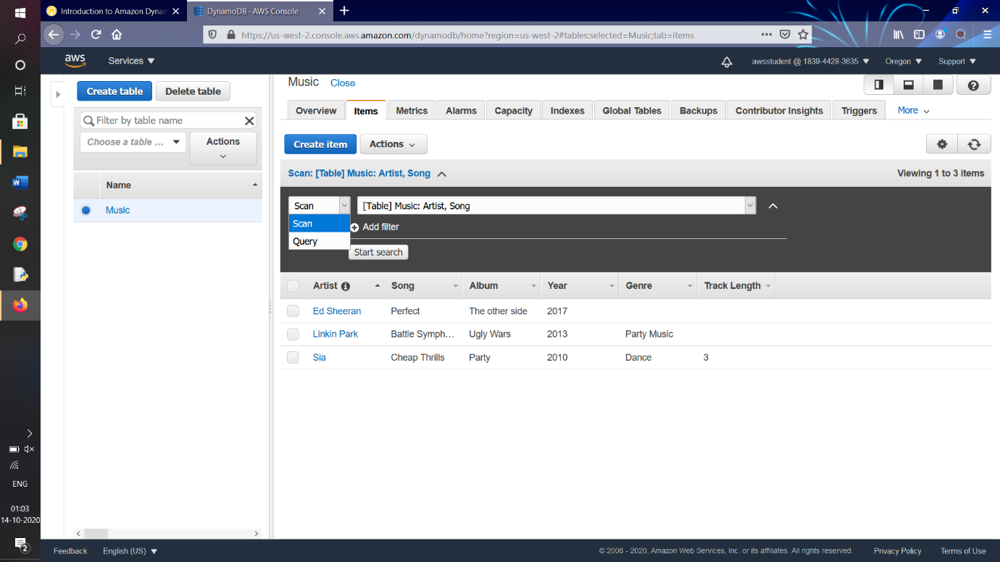 Introduction to Amazon Dynam
DynamoDB · AWS Console
https://us-west-2.console.aws.amazon.com/dynamodb/home?region=us-west-2#tables:selected=Music;tab=items
aws
Services
awsstudent @ 1839-4428-3635
Oregon
Support
Create table
Delete table
Filter by table name
Choose a table ...
Actions
Name
Music
Music
Close
Overview
Items
Metrics
Alarms
Capacity
Indexes
Global Tables
Backups
Contributor Insights
Triggers
More
Create item
Actions
Scan: [Table] Music: Artist, Song
Viewing 1 to 3 items
Scan
[Table] Music: Artist, Song
Scan
Query
Add filter
Start search
Artist Song Album Year Genre Track Length
Ed Sheeran Perfect The other side 2017
Linkin Park Battle Symph... Ugly Wars 2013 Party Music
Sia Cheap Thrills Party 2010 Dance 3
ENG
01:03
14-10-2020
2
Feedback
English (US)
© 2008 - 2020, Amazon Web Services, Inc. or its affiliates. All rights reserved.
Privacy Policy
Terms of Use